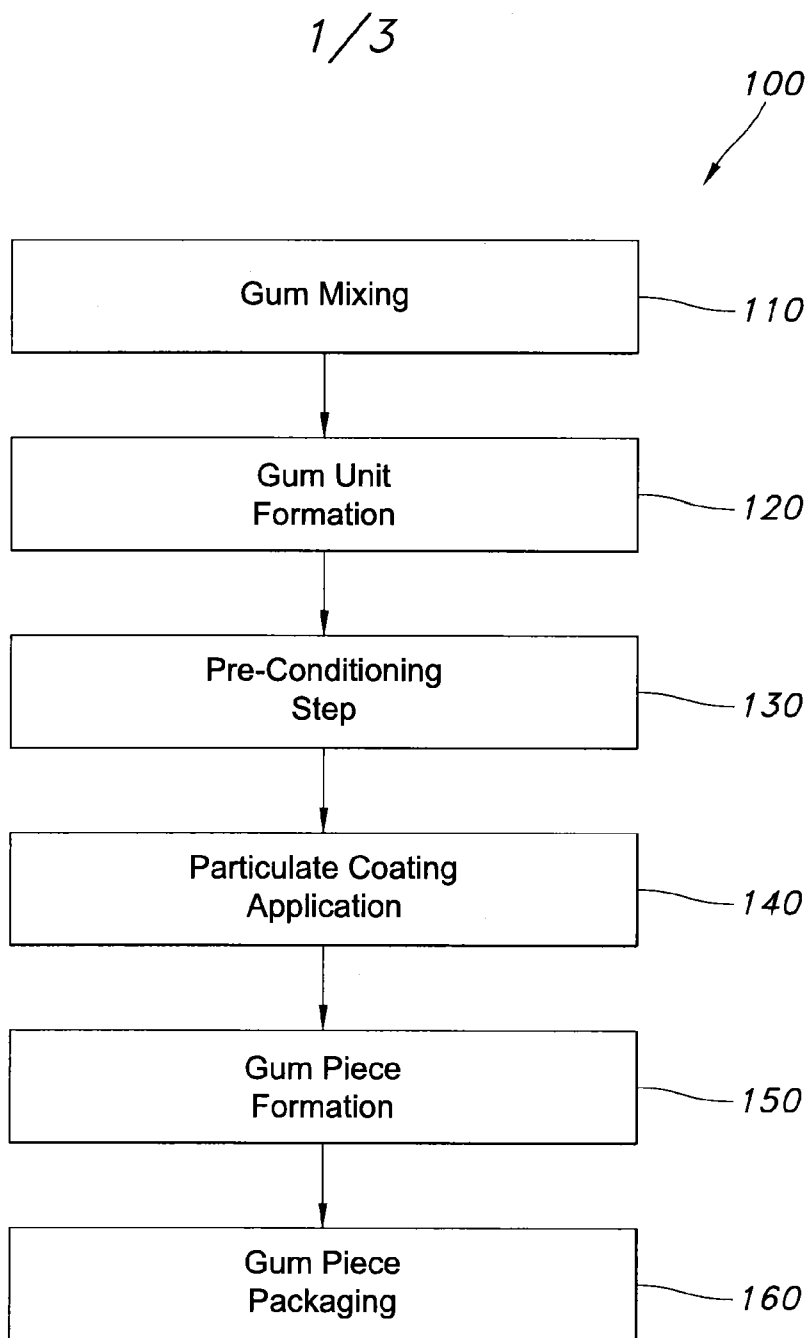 1/3
100
Gum Mixing
110
Gum Unit
Formation
120
Pre-Conditioning
Step
130
Particulate Coating
Application
140
Gum Piece
Formation
150
Gum Piece
Packaging
160